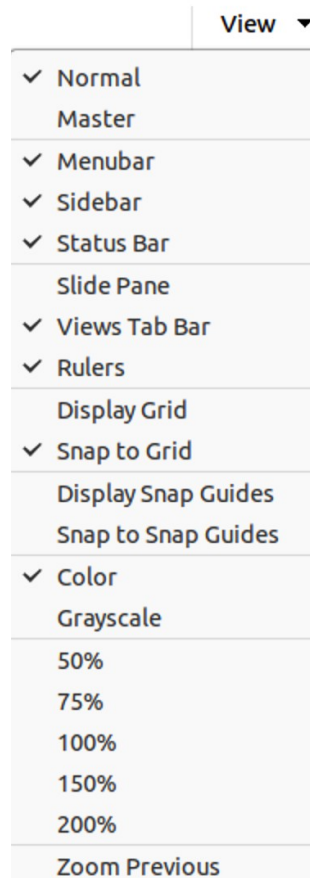 View
Normal
Master
Menubar
Sidebar
Status Bar
Slide Pane
Views Tab Bar
Rulers
Display Grid
Snap to Grid
Display Snap Guides
Snap to Snap Guides
Color
Grayscale
50%
75%
100%
150%
200%
Zoom Previous